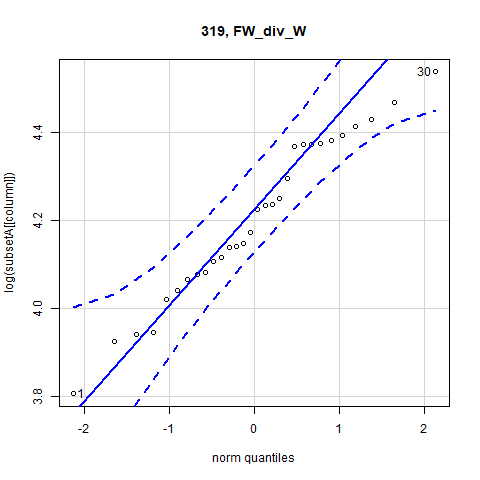 319, FW_div_W
log(subsetA[[column]])
4.4
4.2
4.0
3.8
30
1
-2 -1 0 1 2
norm quantiles